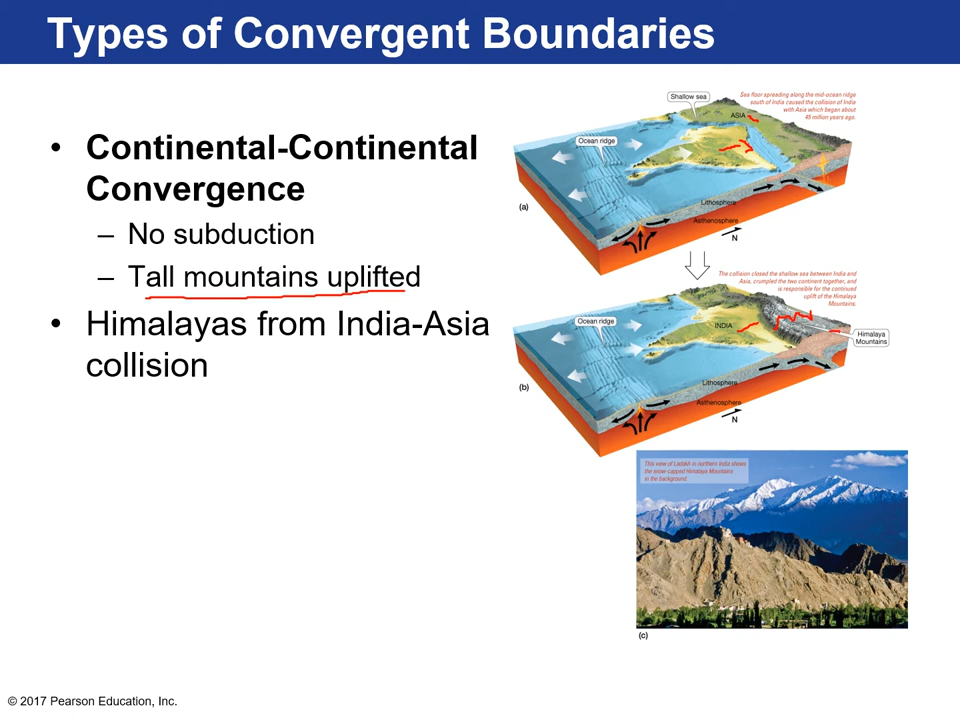 Types of Convergent Boundaries
• Continental-Continental
Convergence
– No subduction
– Tall mountains uplifted
• Himalayas from India-Asia
collision
Sea floor spreading along the mid-ocean ridge
south of India caused the collision of India
with Asia which began about
45 million years ago.
Shallow sea
ASIA
Ocean ridge
Lithosphere
Asthenosphere
N
(a)
The collision closed the shallow sea between India and
Asia, crumpled the two continent together, and
is responsible for the continued
uplift of the Himalaya
Mountains.
Ocean ridge
INDIA
Himalaya
Mountains
Lithosphere
Asthenosphere
N
(b)
This view of Ladakh in northern India shows
the snow-capped Himalaya Mountains
in the background.
(c)
© 2017 Pearson Education, Inc.